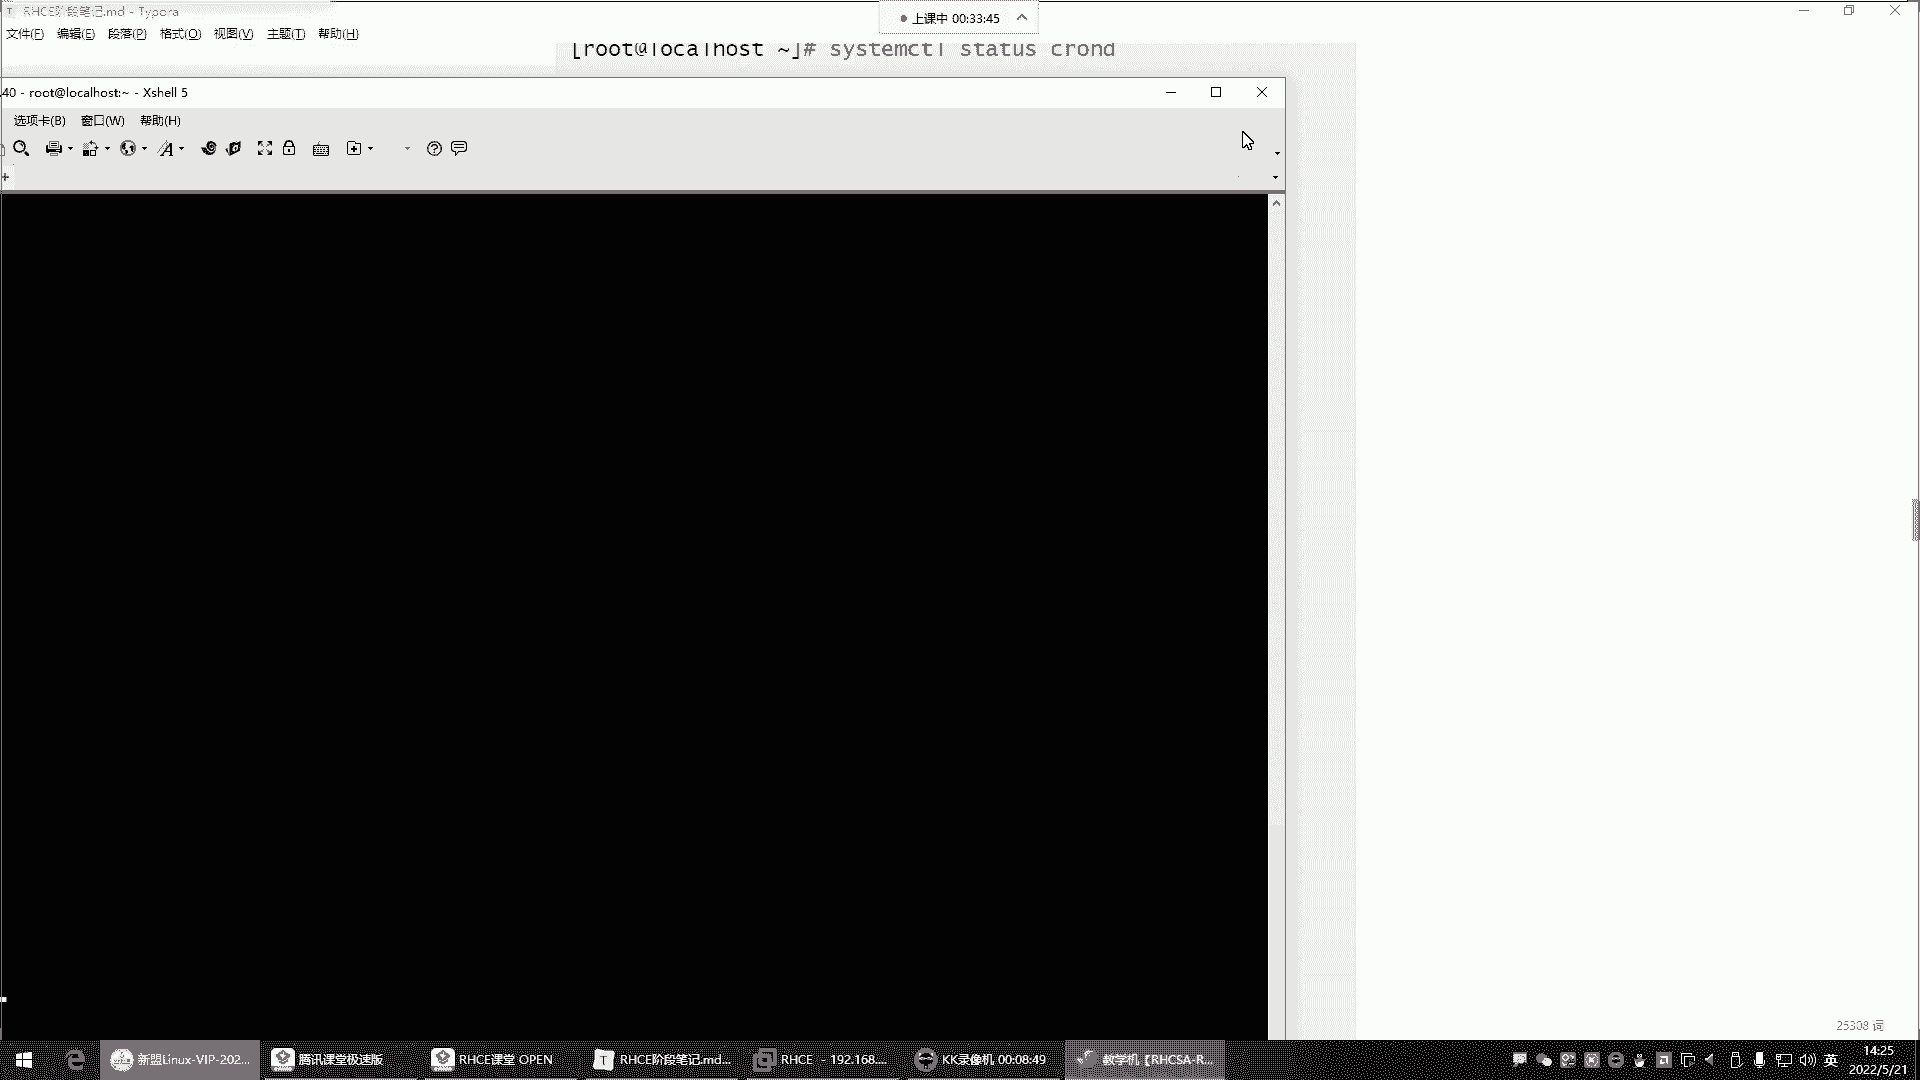 RHCE阶段笔记.md - Typora
上课中 00:33:45
文件(F) 编辑(E) 段落(P) 格式(O) 视图(V) 主题(T) 帮助(H)
[root@localhost ~]# systemctl status crond
40 - root@localhost:~ - Xshell 5
选项卡(B) 窗口(W) 帮助(H)
25308 词
新盟Linux-VIP-202...
腾讯课堂极速版
RHCE课堂 OPEN
RHCE阶段笔记.md...
RHCE - 192.168....
KK录像机 00:08:49
教学机【RHCSA-R...
英
14:25
2022/5/21